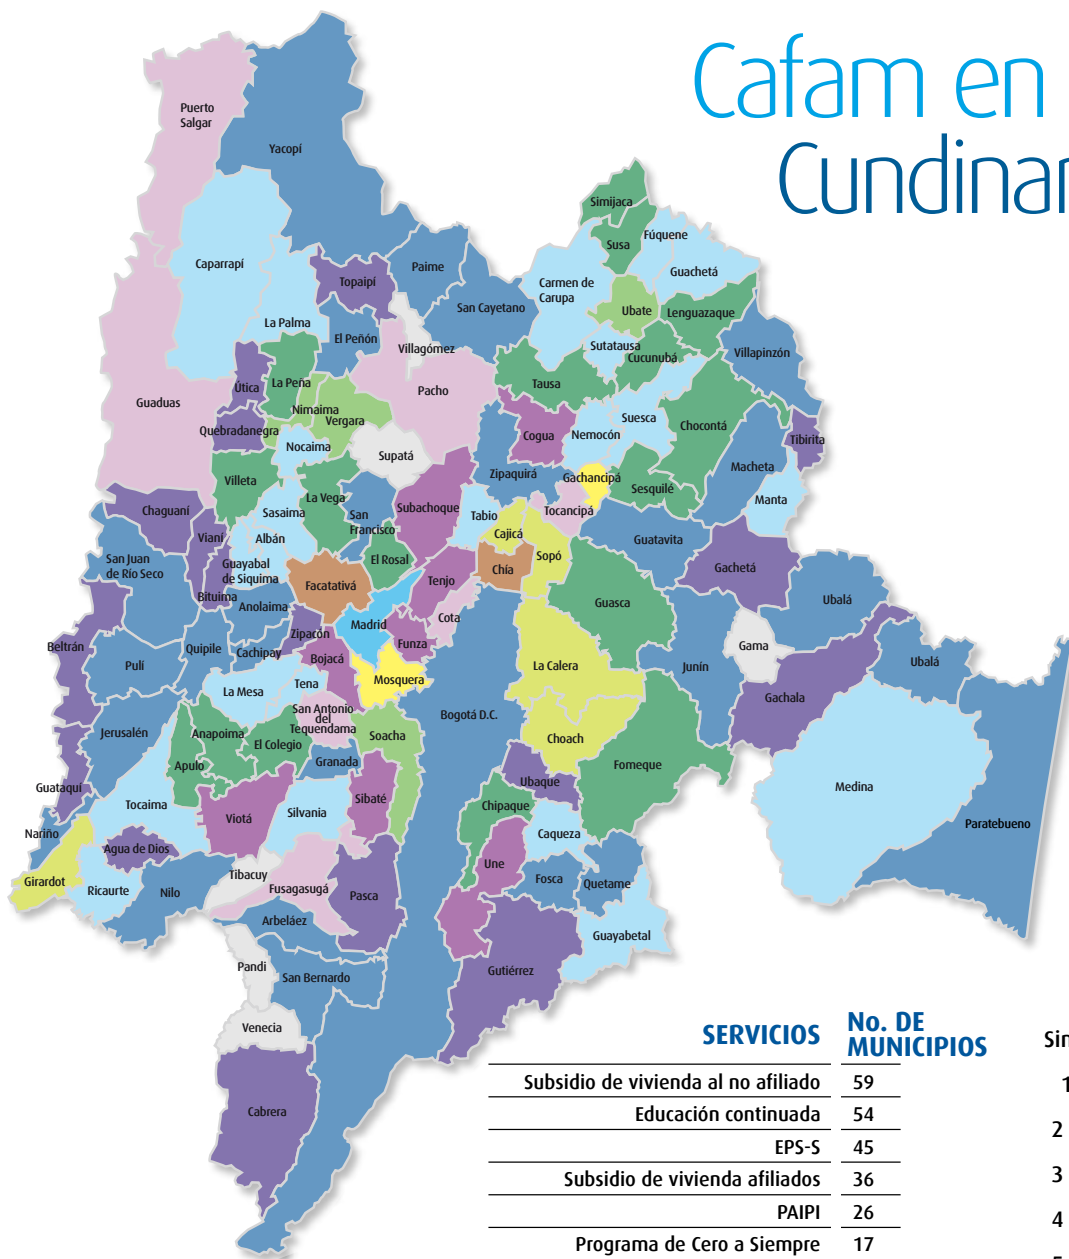 Cafam en
Cundinar
Puerto
Salgar
Yacopí
Simijaca
Susa
Fúquene
Guachetá
Caparrapí
Topaipí
Paime
Carmen de
Carupa
San Cayetano
Ubate
Lenguazaque
La Palma
El Peñón
Villagómez
Sutatausa
Cucunubá
Villapinzón
Útica
La Peña
Pacho
Tausa
Guaduas
Nimaima
Vergara
Suesca
Chocontá
Quebradanegra
Cogua
Nemocón
Tibirita
Nocaima
Supatá
Zipaquirá
Gachancipá
Macheta
Villeta
Sesquilé
Manta
La Vega
Subachoque
Tabio
Tocancipá
Chaguaní
Sasaima
San
Francisco
Cajicá
Vianí
Albán
Guatavita
San Juan
de Río Seco
Guayabal
de Siquima
El Rosal
Sopó
Chía
Gachetá
Facatativá
Tenjo
Bituima
Anolaima
Guasca
Ubalá
Madrid
Cota
Zipacón
Funza
Beltrán
Quipile
Cachipay
Bojacá
Gama
Pulí
Mosquera
La Calera
Junín
Ubalá
La Mesa
Tena
Gachala
San Antonio
del
Tequendama
Bogotá D.C.
Jerusalén
Anapoima
El Colegio
Soacha
Choach
Apulo
Granada
Fomeque
Guataquí
Ubaque
Medina
Tocaima
Sibaté
Chipaque
Viotá
Silvania
Nariño
Caqueza
Paratebueno
Agua de Dios
Une
Girardot
Tibacuy
Ricaurte
Nilo
Fusagasugá
Pasca
Fosca
Quetame
Arbeláez
Guayabetal
Pandi
San Bernardo
Gutiérrez
Venecia
Cabrera
SERVICIOS No. DE
MUNICIPIOS
Subsidio de vivienda al no afiliado 59
Educación continuada 54
EPS-S 45
Subsidio de vivienda afiliados 36
PAIPI 26
Programa de Cero a Siempre 17
Sin
1
2
3
4